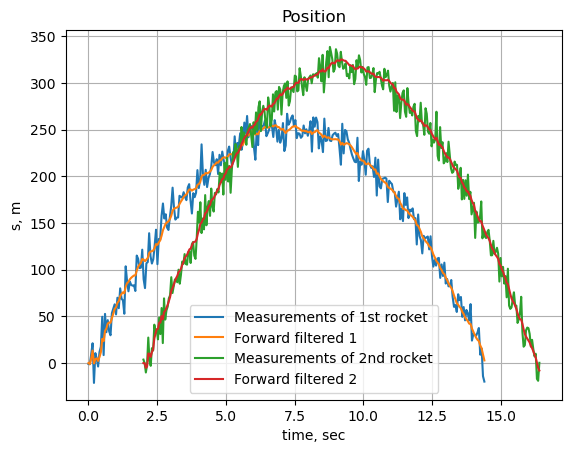 Position
s, m
350
300
250
200
150
100
50
0
Measurements of 1st rocket
Forward filtered 1
Measurements of 2nd rocket
Forward filtered 2
0.0 2.5 5.0 7.5 10.0 12.5 15.0
time, sec